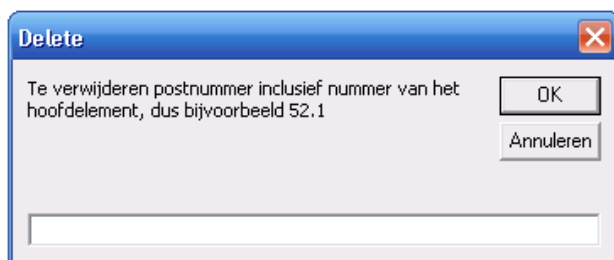 Delete
Te verwijderen postnummer inclusief nummer van het
hoofdelement, dus bijvoorbeeld 52.1
OK
Annuleren